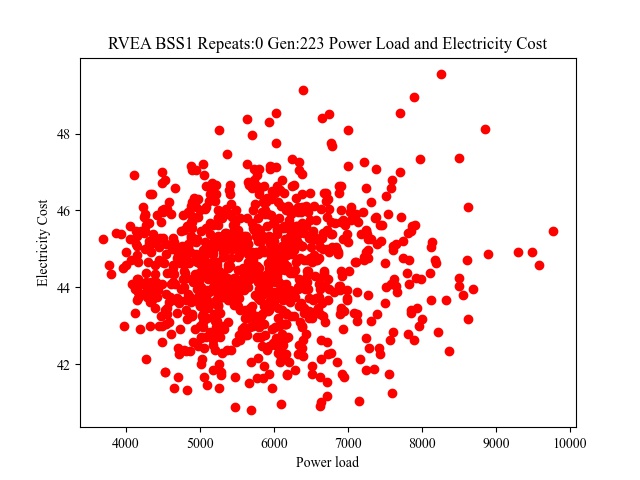 RVEA BSS1 Repeats:0 Gen:223 Power Load and Electricity Cost
48
46
44
42
Electricity Cost
4000 5000 6000 7000 8000 9000 10000
Power load